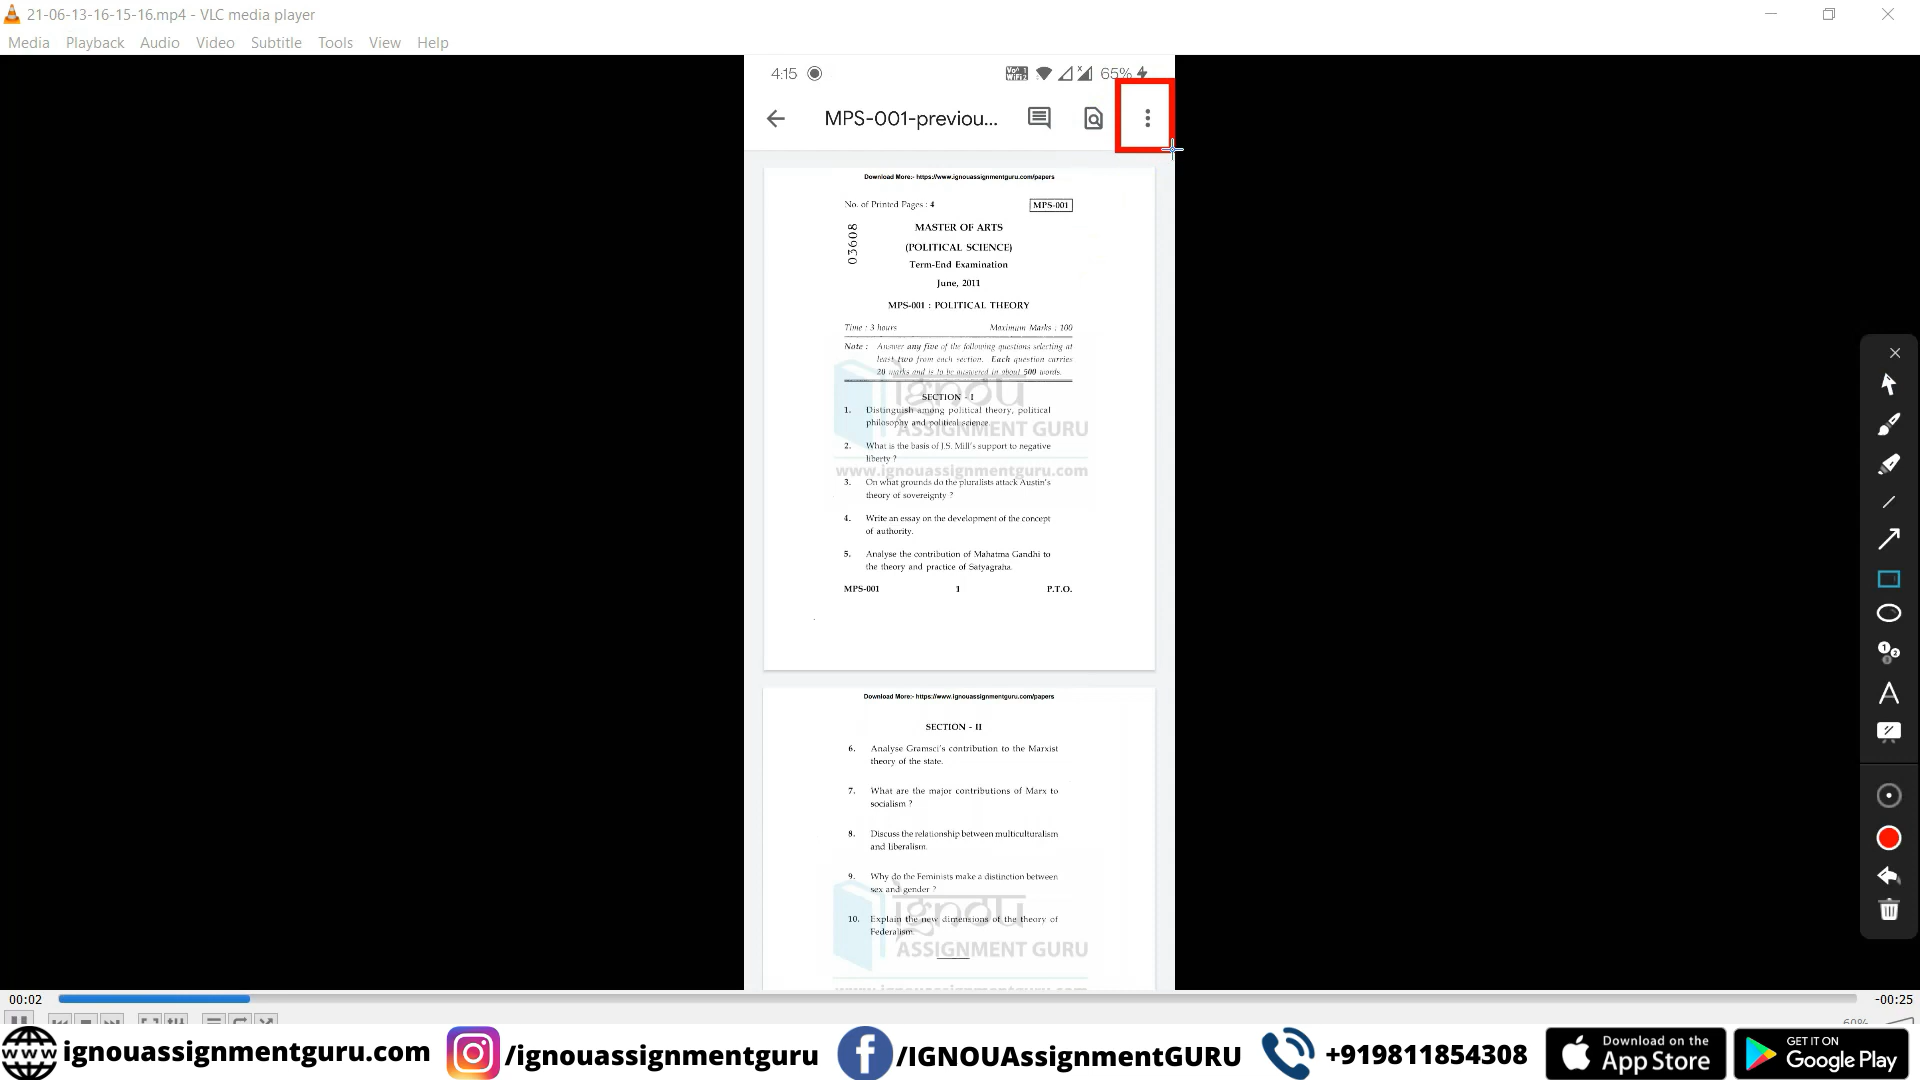 21-06-13-16-15-16.mp4 - VLC media player
Media Playback Audio Video Subtitle Tools View Help
4:15 65%
MPS-001-previou...
Download More:- https://www.ignouassignmentguru.com/papers
No. of Printed Pages : 4 MPS-001
03608
MASTER OF ARTS
(POLITICAL SCIENCE)
Term-End Examination
June, 2011
MPS-001 : POLITICAL THEORY
Time : 3 hours Maximum Marks : 100
Note : Answer any five of the following questions selecting at
least two from each section. Each question carries
20 marks and is to be answered in about 500 words.
SECTION - I
1. Distinguish among political theory, political
philosophy and political science.
2. What is the basis of J.S. Mill's support to negative
liberty ?
3. On what grounds do the pluralists attack Austin's
theory of sovereignty ?
4. Write an essay on the development of the concept
of authority.
5. Analyse the contribution of Mahatma Gandhi to
the theory and practice of Satyagraha.
MPS-001 1 P.T.O.
ignou
ASSIGNMENT GURU
www.ignouassignmentguru.com
Download More:- https://www.ignouassignmentguru.com/papers
SECTION - II
6. Analyse Gramsci's contribution to the Marxist
theory of the state.
7. What are the major contributions of Marx to
socialism ?
8. Discuss the relationship between multiculturalism
and liberalism.
9. Why do the Feminists make a distinction between
sex and gender ?
10. Explain the new dimensions of the theory of
Federalism.
ignou
ASSIGNMENT GURU
00:02 -00:25
60%
www ignouassignmentguru.com /ignouassignmentguru /IGNOUAssignmentGURU +919811854308
Download on the
App Store
GET IT ON
Google Play